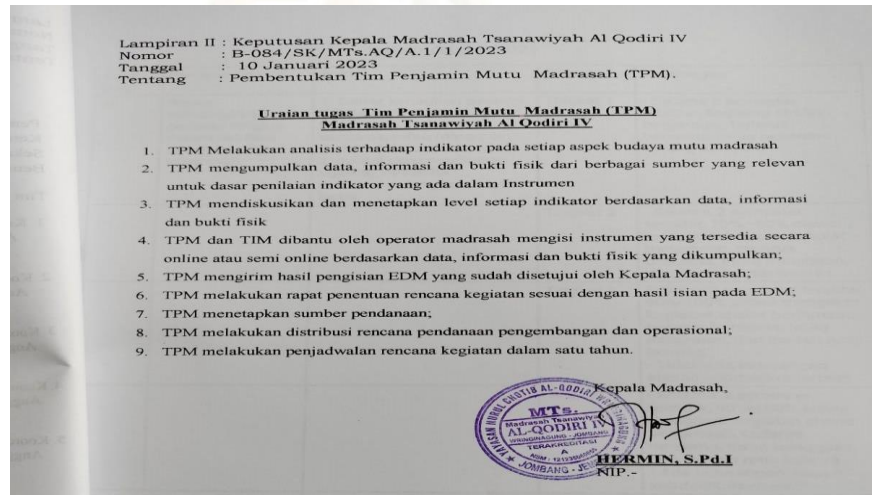 Lampiran II : Keputusan Kepala Madrasah Tsanawiyah Al Qodiri IV
Nomor : B-084/SK/MTs.AQ/A.1/1/2023
Tanggal : 10 Januari 2023
Tentang : Pembentukan Tim Penjamin Mutu Madrasah (TPM).
Uraian tugas Tim Penjamin Mutu Madrasah (TPM)
Madrasah Tsanawiyah Al Qodiri IV
1. TPM Melakukan analisis terhadaap indikator pada setiap aspek budaya mutu madrasah
2. TPM mengumpulkan data, informasi dan bukti fisik dari berbagai sumber yang relevan
untuk dasar penilaian indikator yang ada dalam Instrumen
3. TPM mendiskusikan dan menetapkan level setiap indikator berdasarkan data, informasi
dan bukti fisik
4. TPM dan TIM dibantu oleh operator madrasah mengisi instrumen yang tersedia secara
online atau semi online berdasarkan data, informasi dan bukti fisik yang dikumpulkan;
5. TPM mengirim hasil pengisian EDM yang sudah disetujui oleh Kepala Madrasah;
6. TPM melakukan rapat penentuan rencana kegiatan sesuai dengan hasil isian pada EDM;
7. TPM menetapkan sumber pendanaan;
8. TPM melakukan distribusi rencana pendanaan pengembangan dan operasional;
9. TPM melakukan penjadwalan rencana kegiatan dalam satu tahun.
Kepala Madrasah,
YAYASAN NURUL CHOTIB AL-QODIRI
MTs.
Madrasah Tsanawiyah
AL-QODIRI IV
WRINGINAGUNG - JOMBANG
TERAKREDITASI
A
JOMBANG -
HERMIN, S.Pd.I
NIP.-